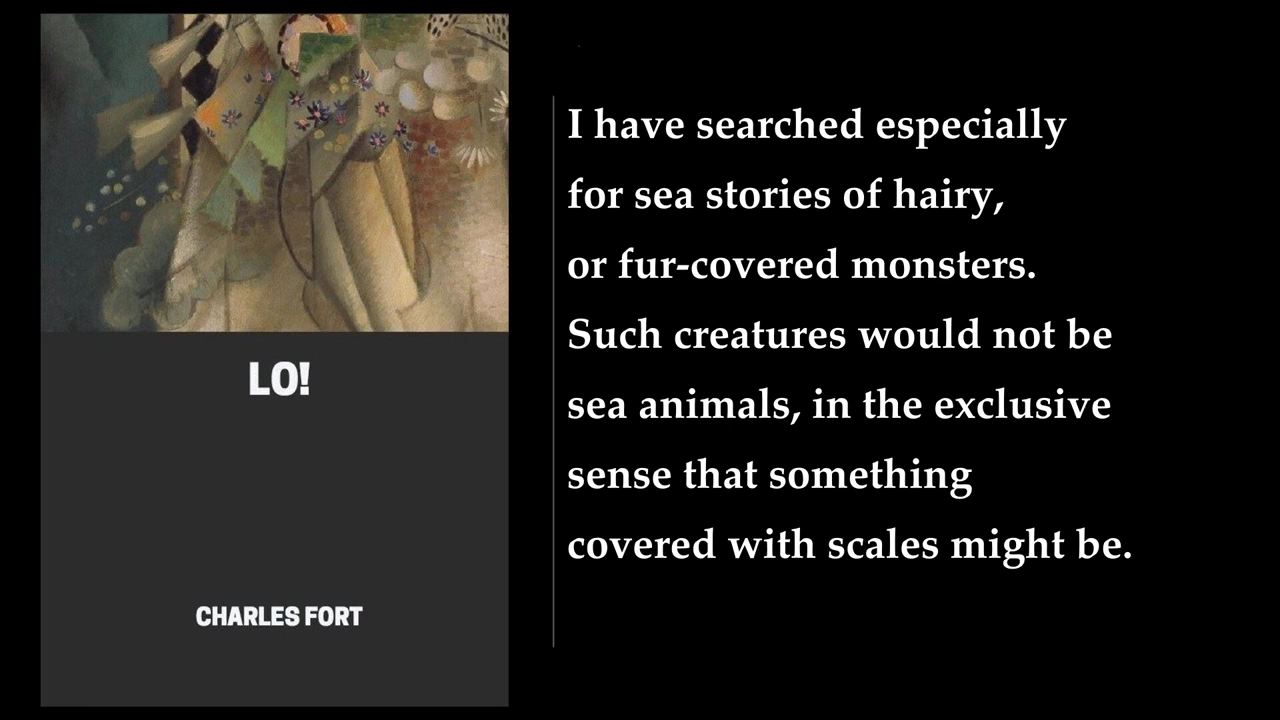 LO!
CHARLES FORT
I have searched especially
for sea stories of hairy,
or fur-covered monsters.
Such creatures would not be
sea animals, in the exclusive
sense that something
covered with scales might be.